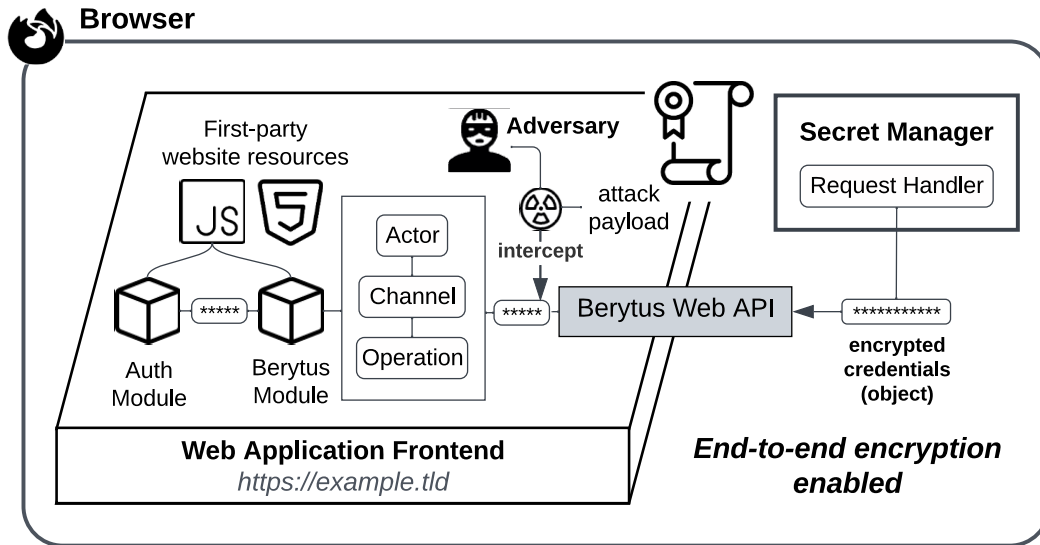 Browser
First-party
website resources
JS
Auth
Module
*****
Berytus
Module
Actor
Channel
Operation
Adversary
attack
payload
intercept
*****
Berytus Web API
Secret Manager
Request Handler
***********
encrypted
credentials
(object)
Web Application Frontend
https://example.tld
End-to-end encryption
enabled